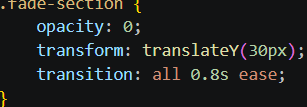 .fade-section {
opacity: 0;
transform: translateY(30px);
transition: all 0.8s ease;
}